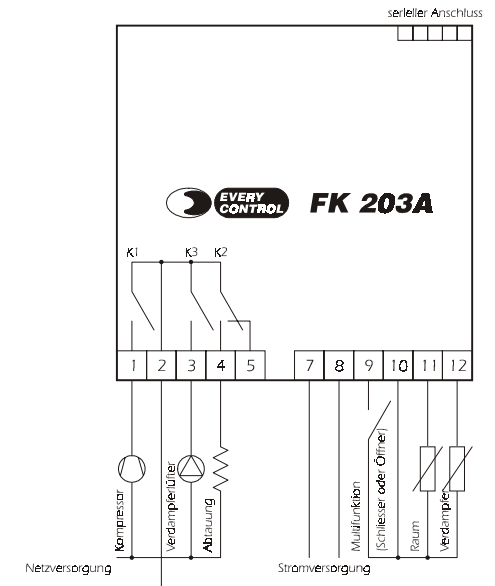 serieller Anschluss
EVERY
CONTROL
FK 203A
K1
K3
K2
1
2
3
4
5
7
8
9
10
11
12
Kompressor
Verdampferlüfter
Abtauung
Multifunktion
(Schliesser oder Öffner)
Raum
Verdampfer
Netzversorgung
Stromversorgung